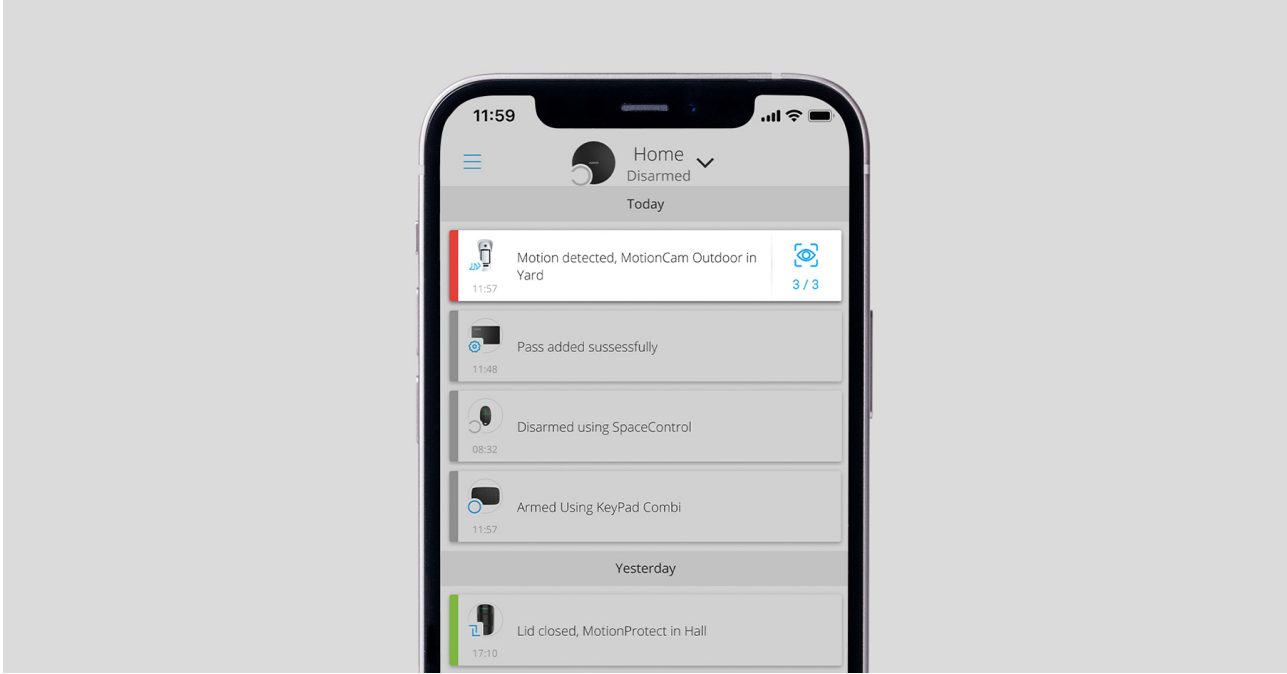 11:59
Home
Disarmed
Today
Motion detected, MotionCam Outdoor in
Yard
11:57
3 / 3
Pass added sussessfully
11:48
Disarmed using SpaceControl
08:32
Armed Using KeyPad Combi
11:57
Yesterday
Lid closed, MotionProtect in Hall
17:10